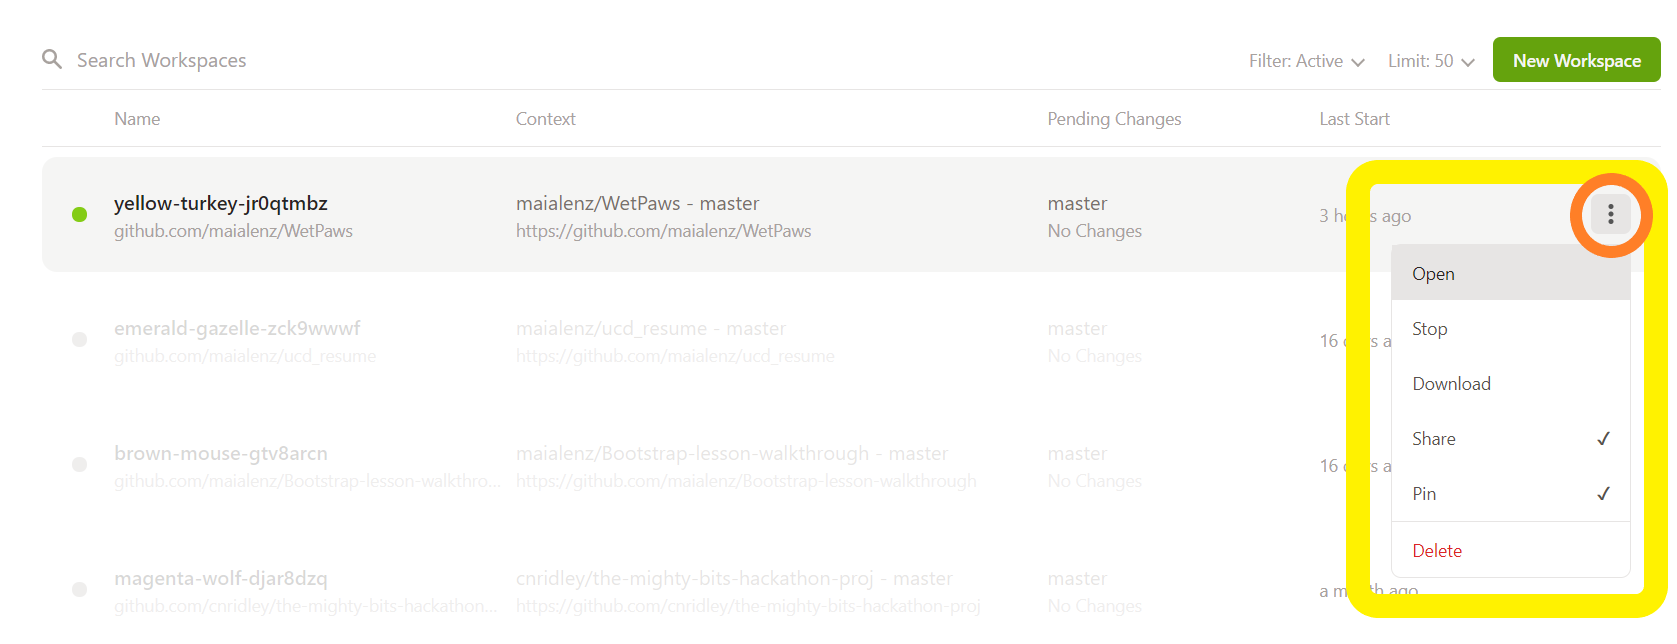 Search Workspaces
Filter: Active
Limit: 50
New Workspace
Name
Context
Pending Changes
Last Start
yellow-turkey-jr0qtmbz
maialenz/WetPaws - master
master
3 ago
github.com/maialenz/WetPaws
https://github.com/maialenz/WetPaws
No Changes
Open
emerald-gazelle-zck9wwwf
maialenz/ucd_resume - master
master
16
Stop
github.com/maialenz/ucd_resume
https://github.com/maialenz/ucd_resume
No Changes
Download
Share
brown-mouse-gtv8arcn
maialenz/Bootstrap-lesson-walkthrough - master
master
16
github.com/maialenz/Bootstrap-lesson-walkthro...
https://github.com/maialenz/Bootstrap-lesson-walkthrough
No Changes
Pin
Delete
magenta-wolf-djar8dzq
cnridley/the-mighty-bits-hackathon-proj - master
master
a ago
github.com/cnridley/the-mighty-bits-hackathon...
https://github.com/cnridley/the-mighty-bits-hackathon-proj
No Changes